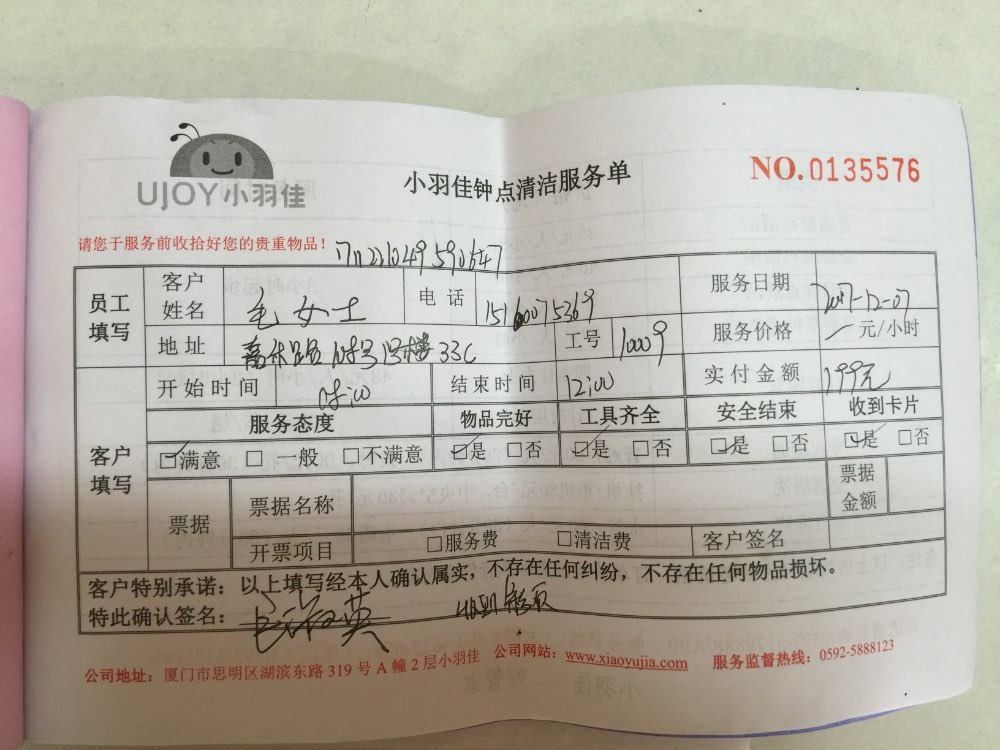 UJOY小羽佳
小羽佳钟点清洁服务单
NO.0135576
请您于服务前收拾好您的贵重物品！
员工填写 客户姓名 毛女士 电话 服务日期 2017-12-07
地址 33C 工号 10009 服务价格 元/小时
客户填写 开始时间 结束时间 12:00 实付金额 199元
服务态度 物品完好 工具齐全 安全结束 收到卡片
☑满意 □一般 □不满意 ☑是 □否 ☑是 □否 ☑是 □否 ☑是 □否
票据 票据名称 票据金额
开票项目 □服务费 □清洁费 客户签名
客户特别承诺：以上填写经本人确认属实，不存在任何纠纷，不存在任何物品损坏。
特此确认签名：
公司地址：厦门市思明区湖滨东路 319 号 A 幢 2 层小羽佳 公司网站：www.xiaoyujia.com 服务监督热线：0592-5888123